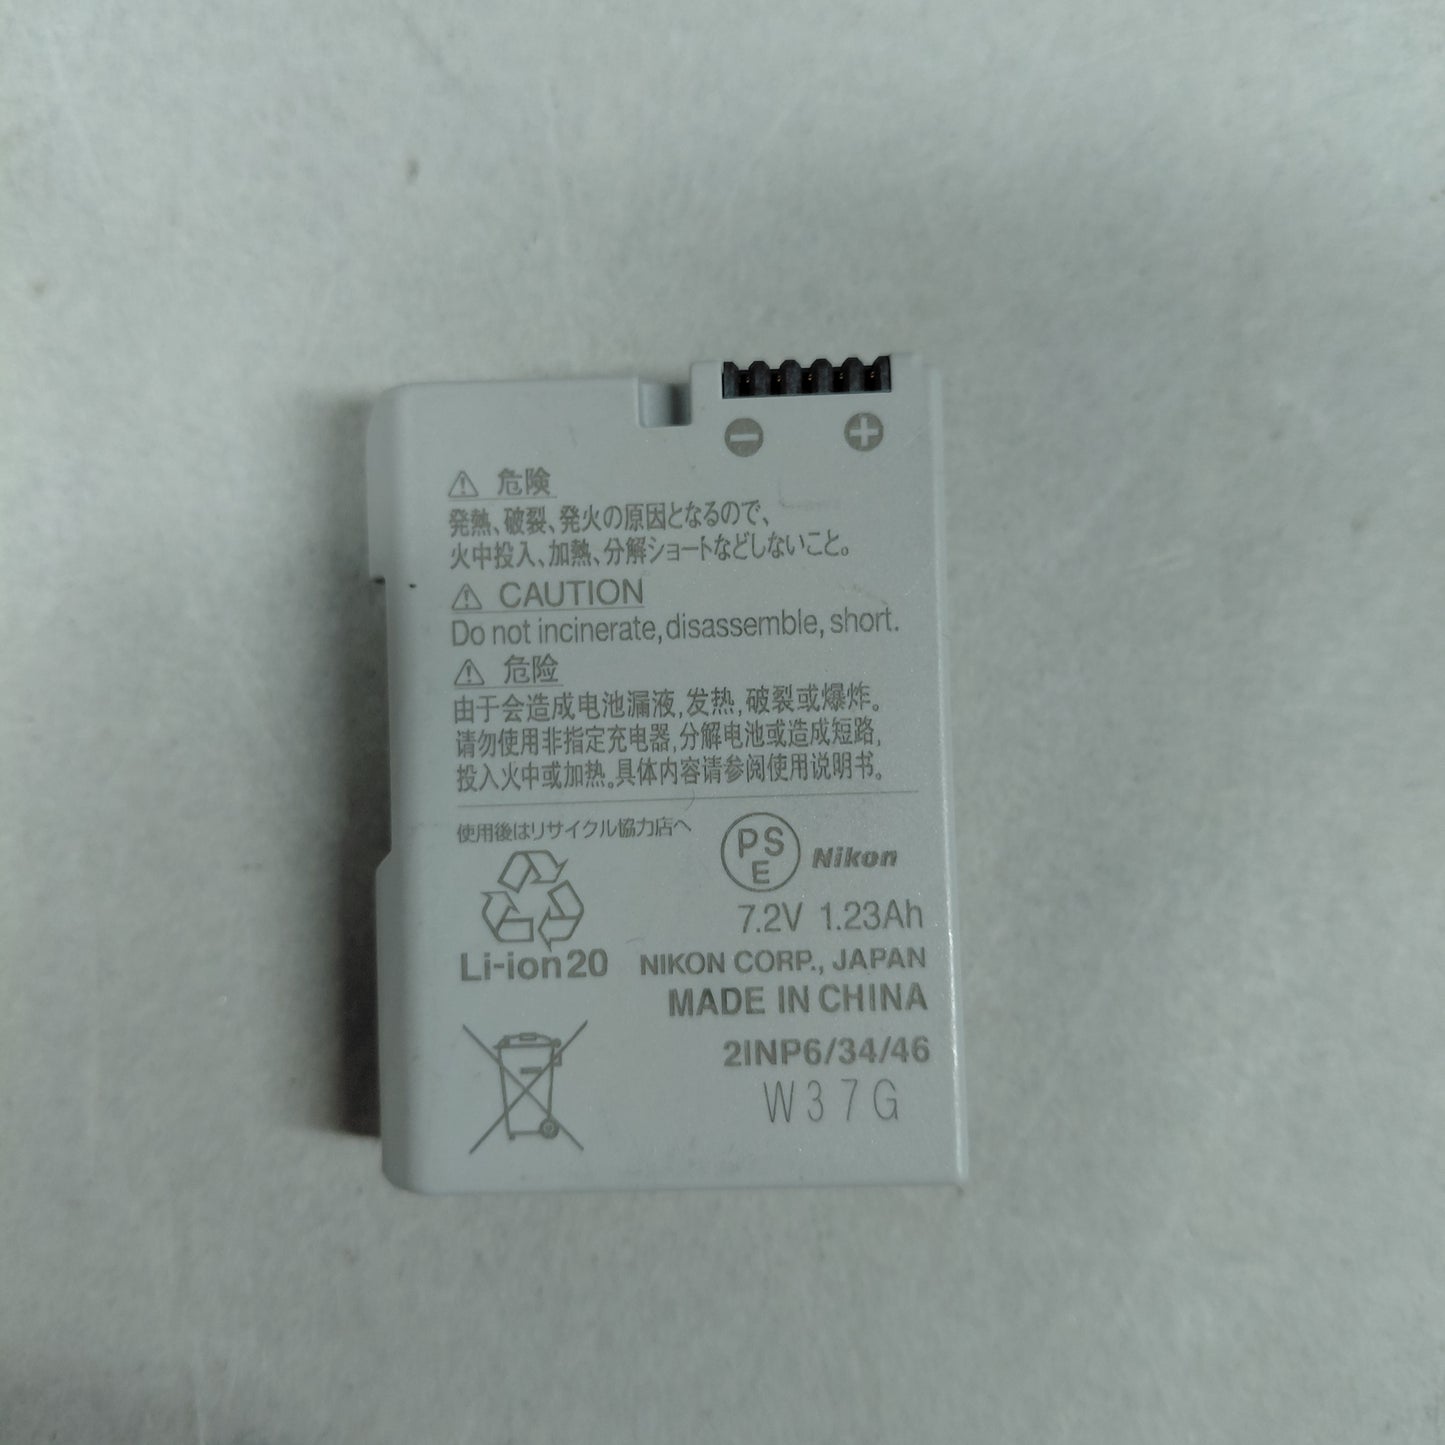 ⊖ ⊕
⚠ 危険
発熱、破裂、発火の原因となるので、
火中投入、加熱、分解ショートなどしないこと。
⚠ CAUTION
Do not incinerate, disassemble, short.
⚠ 危险
由于会造成电池漏液,发热,破裂或爆炸。
请勿使用非指定充电器,分解电池或造成短路,
投入火中或加热。具体内容请参阅使用说明书。
使用後はリサイクル協力店へ
PS
E
Nikon
7.2V 1.23Ah
Li-ion20
NIKON CORP., JAPAN
MADE IN CHINA
2INP6/34/46
W37G